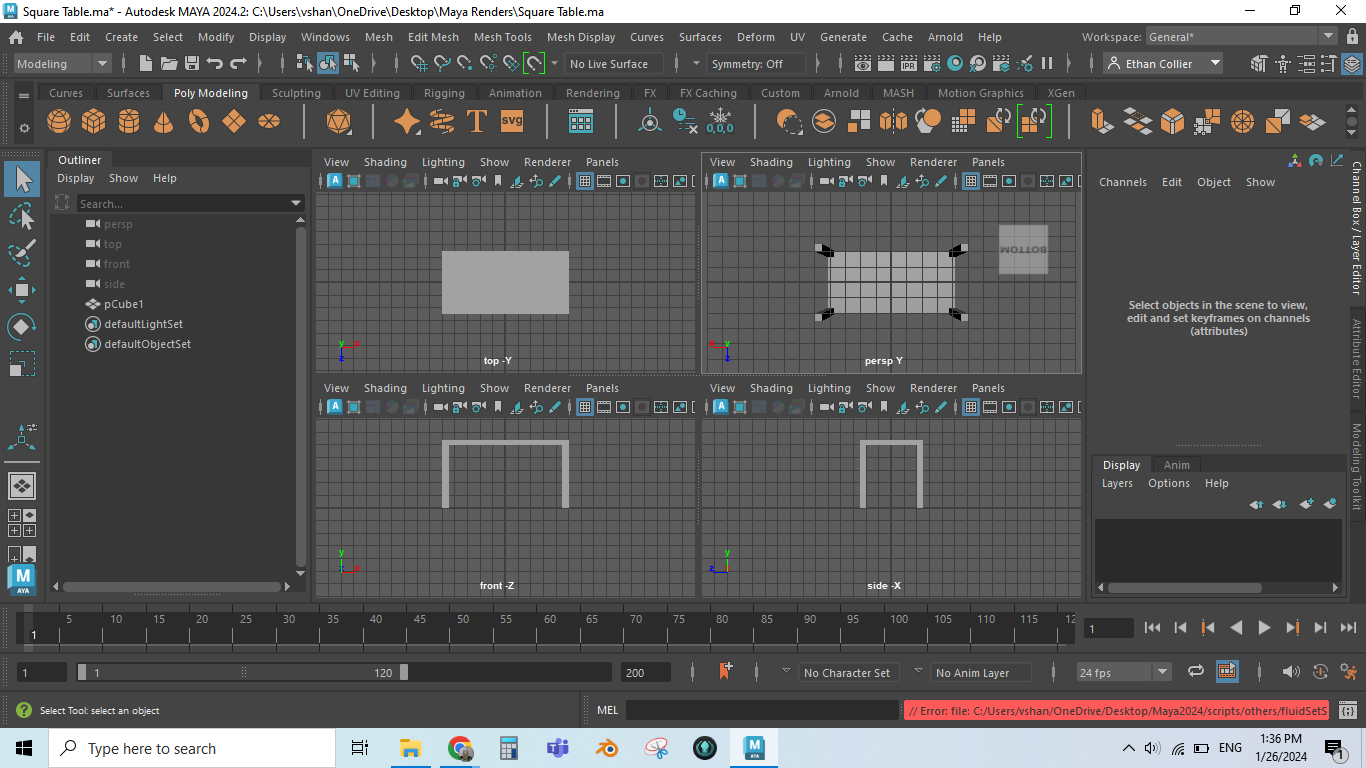 Square Table.ma* - Autodesk MAYA 2024.2: C:\Users\vshan\OneDrive\Desktop\Maya Renders\Square Table.ma
File Edit Create Select Modify Display Windows Mesh Edit Mesh Mesh Tools Mesh Display Curves Surfaces Deform UV Generate Cache Arnold Help Workspace: General*
Modeling No Live Surface Symmetry: Off IPR Ethan Collier
Curves Surfaces Poly Modeling Sculpting UV Editing Rigging Animation Rendering FX FX Caching Custom Arnold MASH Motion Graphics XGen
T SVG 0,0,0
Outliner
Display Show Help
Search...
persp
top
front
side
pCube1
defaultLightSet
defaultObjectSet
View Shading Lighting Show Renderer Panels
A
y x z
top -Y
View Shading Lighting Show Renderer Panels
A
BOTTOM
x y z
persp Y
View Shading Lighting Show Renderer Panels
A
y z x
front -Z
View Shading Lighting Show Renderer Panels
A
y z
side -X
Channels Edit Object Show
Select objects in the scene to view,
edit and set keyframes on channels
(attributes)
Display Anim
Layers Options Help
Channel Box / Layer Editor
Attribute Editor
Modeling Toolkit
M
AYA
1 5 10 15 20 25 30 35 40 45 50 55 60 65 70 75 80 85 90 95 100 105 110 115 12 1
1 1 120 200 No Character Set No Anim Layer 24 fps
Select Tool: select an object MEL // Error: file: C:/Users/vshan/OneDrive/Desktop/Maya2024/scripts/others/fluidSetS
Type here to search ENG 1:36 PM
1/26/2024 1